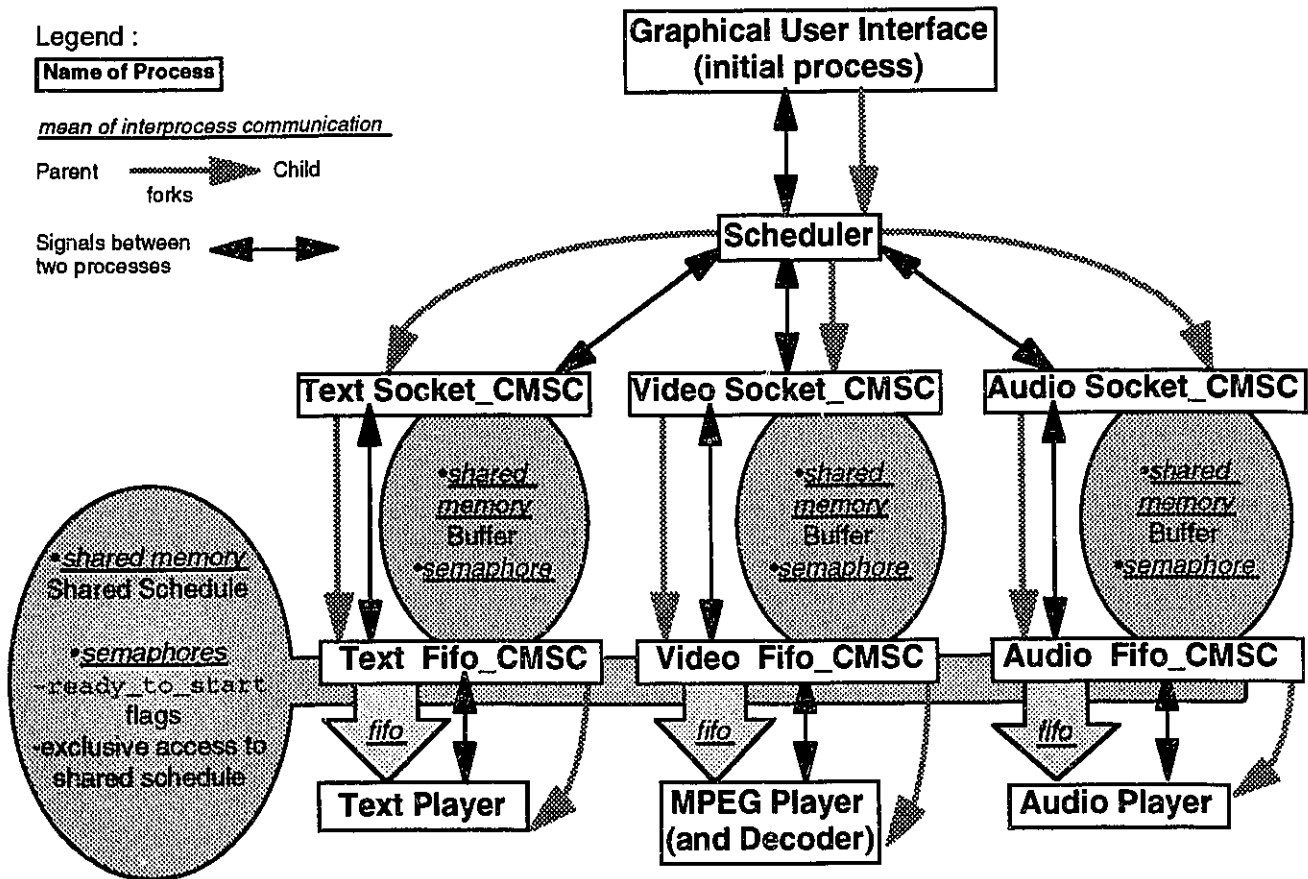 Legend :
Name of Process
mean of interprocess communication
Parent
Child
forks
Signals between
two processes
Graphical User Interface
(initial process)
Scheduler
Text Socket_CMSC
Video Socket_CMSC
Audio Socket_CMSC
•shared
memory
Buffer
•semaphore
•shared
memory
Buffer
•semaphore
•shared
memory
Buffer
•semaphore
•shared memory
Shared Schedule
•semaphores
-ready_to_start
flags
-exclusive access to
shared schedule
Text Fifo_CMSC
Video Fifo_CMSC
Audio Fifo_CMSC
fifo
fifo
fifo
Text Player
MPEG Player
(and Decoder)
Audio Player